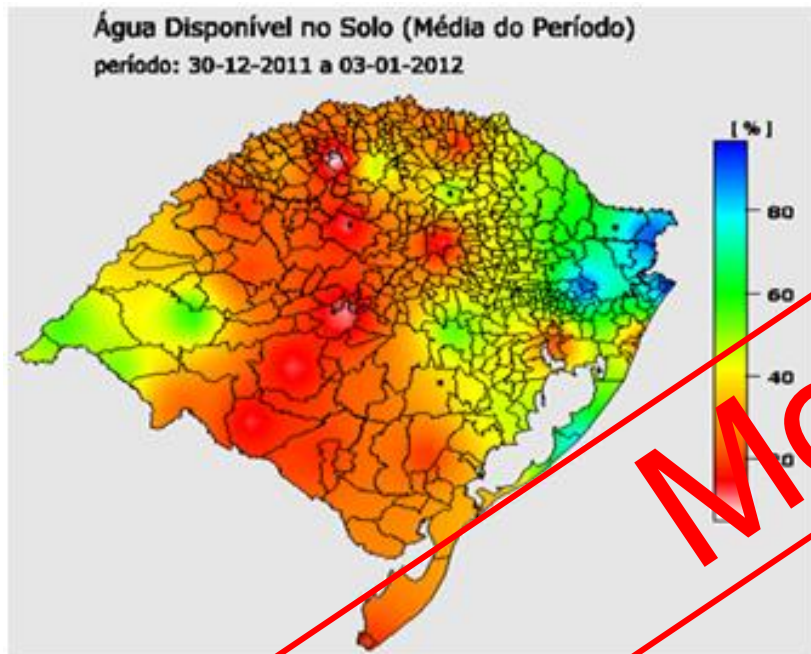 Água Disponível no Solo (Média do Período)
período: 30-12-2011 a 03-01-2012
[ % ]
80
60
40
20